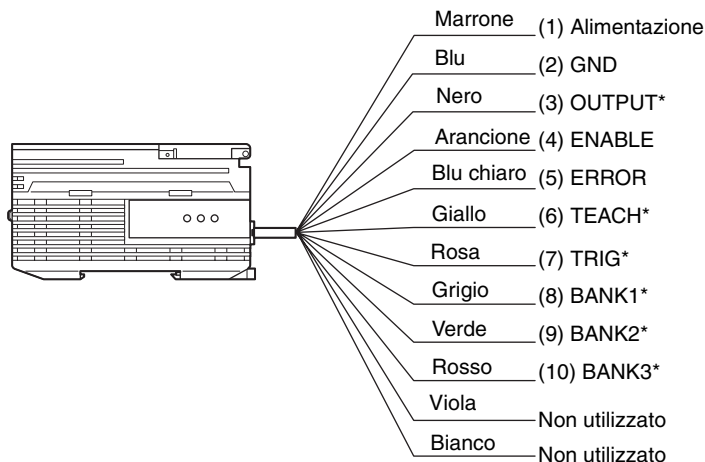 Marrone (1) Alimentazione
Blu (2) GND
Nero (3) OUTPUT*
Arancione (4) ENABLE
Blu chiaro (5) ERROR
Giallo (6) TEACH*
Rosa (7) TRIG*
Grigio (8) BANK1*
Verde (9) BANK2*
Rosso (10) BANK3*
Viola Non utilizzato
Bianco Non utilizzato